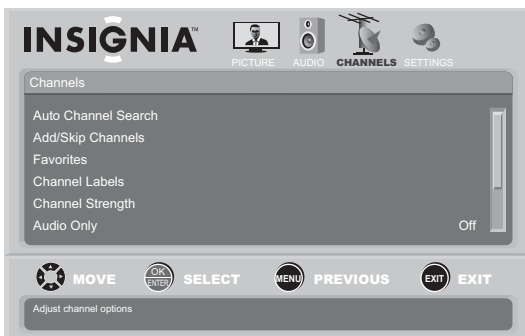 INSIGNIA™
PICTURE AUDIO CHANNELS SETTINGS
Channels
Auto Channel Search
Add/Skip Channels
Favorites
Channel Labels
Channel Strength
Audio Only Off
MOVE OK ENTER SELECT MENU PREVIOUS EXIT EXIT
Adjust channel options